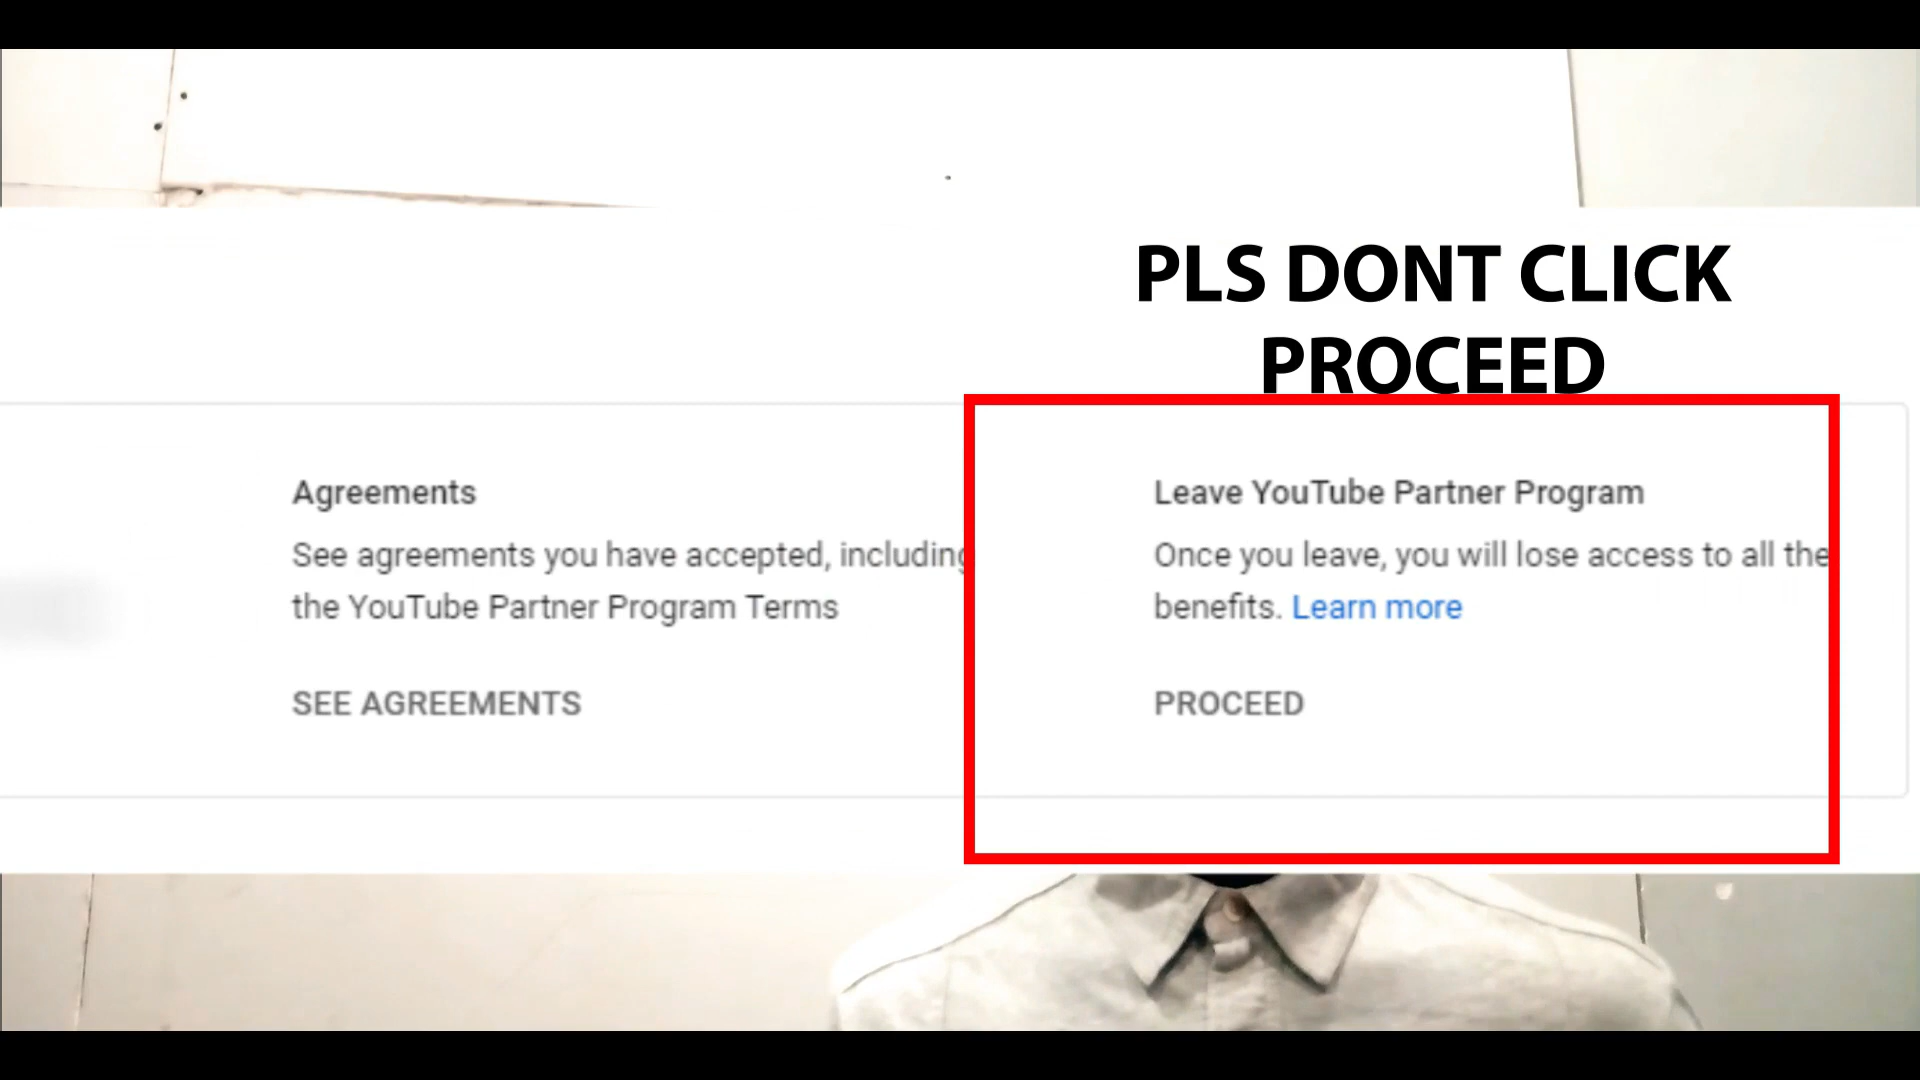 PLS DONT CLICK
PROCEED
Agreements
See agreements you have accepted, including
the YouTube Partner Program Terms
SEE AGREEMENTS
Leave YouTube Partner Program
Once you leave, you will lose access to all the
benefits. Learn more
PROCEED